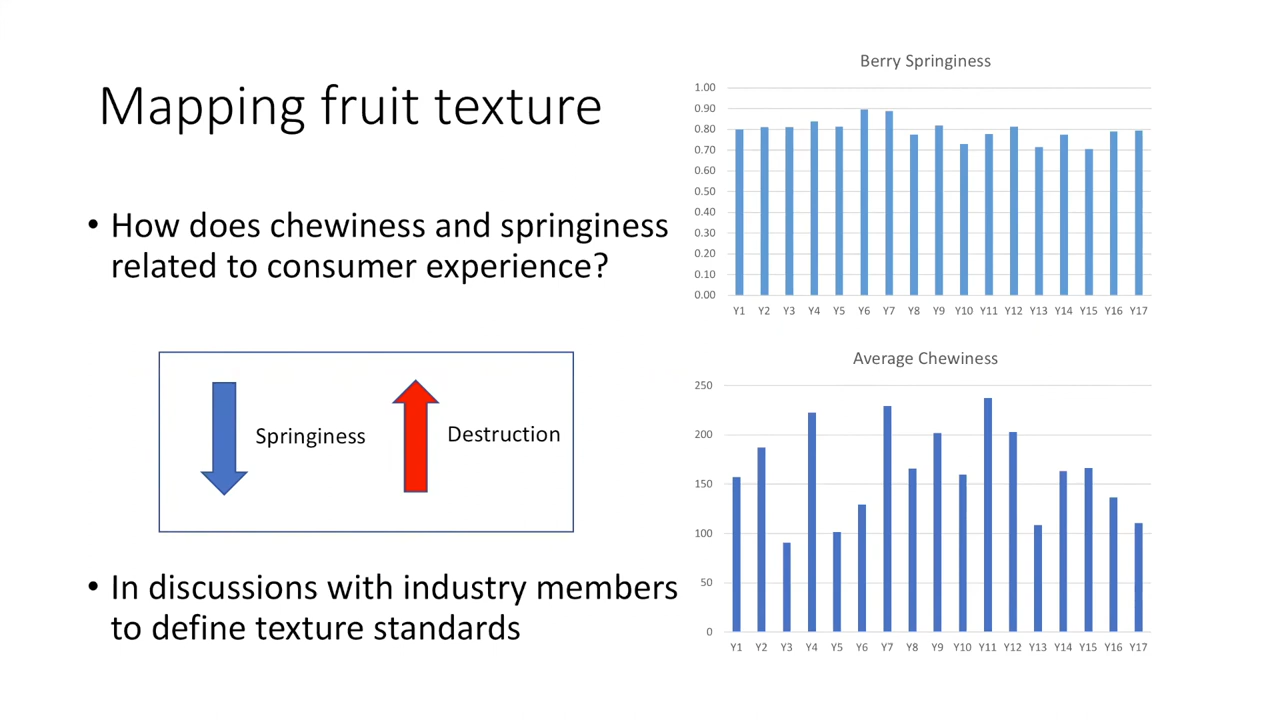 Mapping fruit texture
• How does chewiness and springiness
related to consumer experience?
Springiness
Destruction
• In discussions with industry members
to define texture standards
Berry Springiness
1.00
0.90
0.80
0.70
0.60
0.50
0.40
0.30
0.20
0.10
0.00
Y1 Y2 Y3 Y4 Y5 Y6 Y7 Y8 Y9 Y10 Y11 Y12 Y13 Y14 Y15 Y16 Y17
Average Chewiness
250
200
150
100
50
0
Y1 Y2 Y3 Y4 Y5 Y6 Y7 Y8 Y9 Y10 Y11 Y12 Y13 Y14 Y15 Y16 Y17